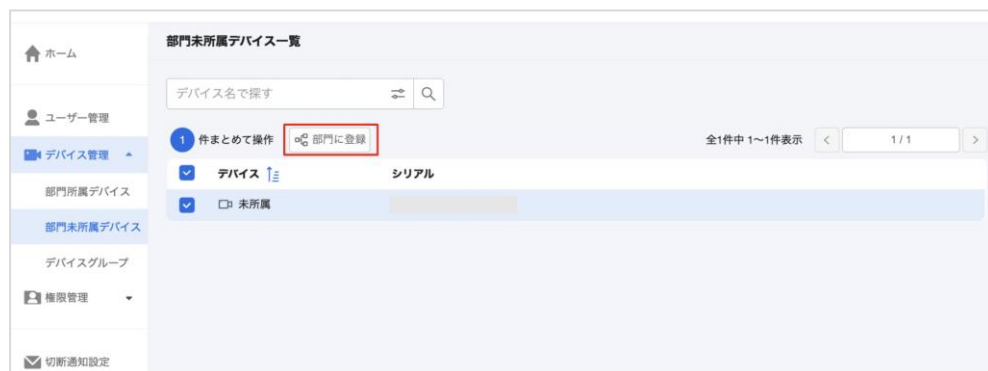 ホーム
ユーザー管理
デバイス管理
部門所属デバイス
部門未所属デバイス
デバイスグループ
権限管理
切断通知設定
部門未所属デバイス一覧
デバイス名で探す
1 件まとめて操作 部門に登録 全1件中 1〜1件表示 < 1 / 1 >
デバイス シリアル
未所属